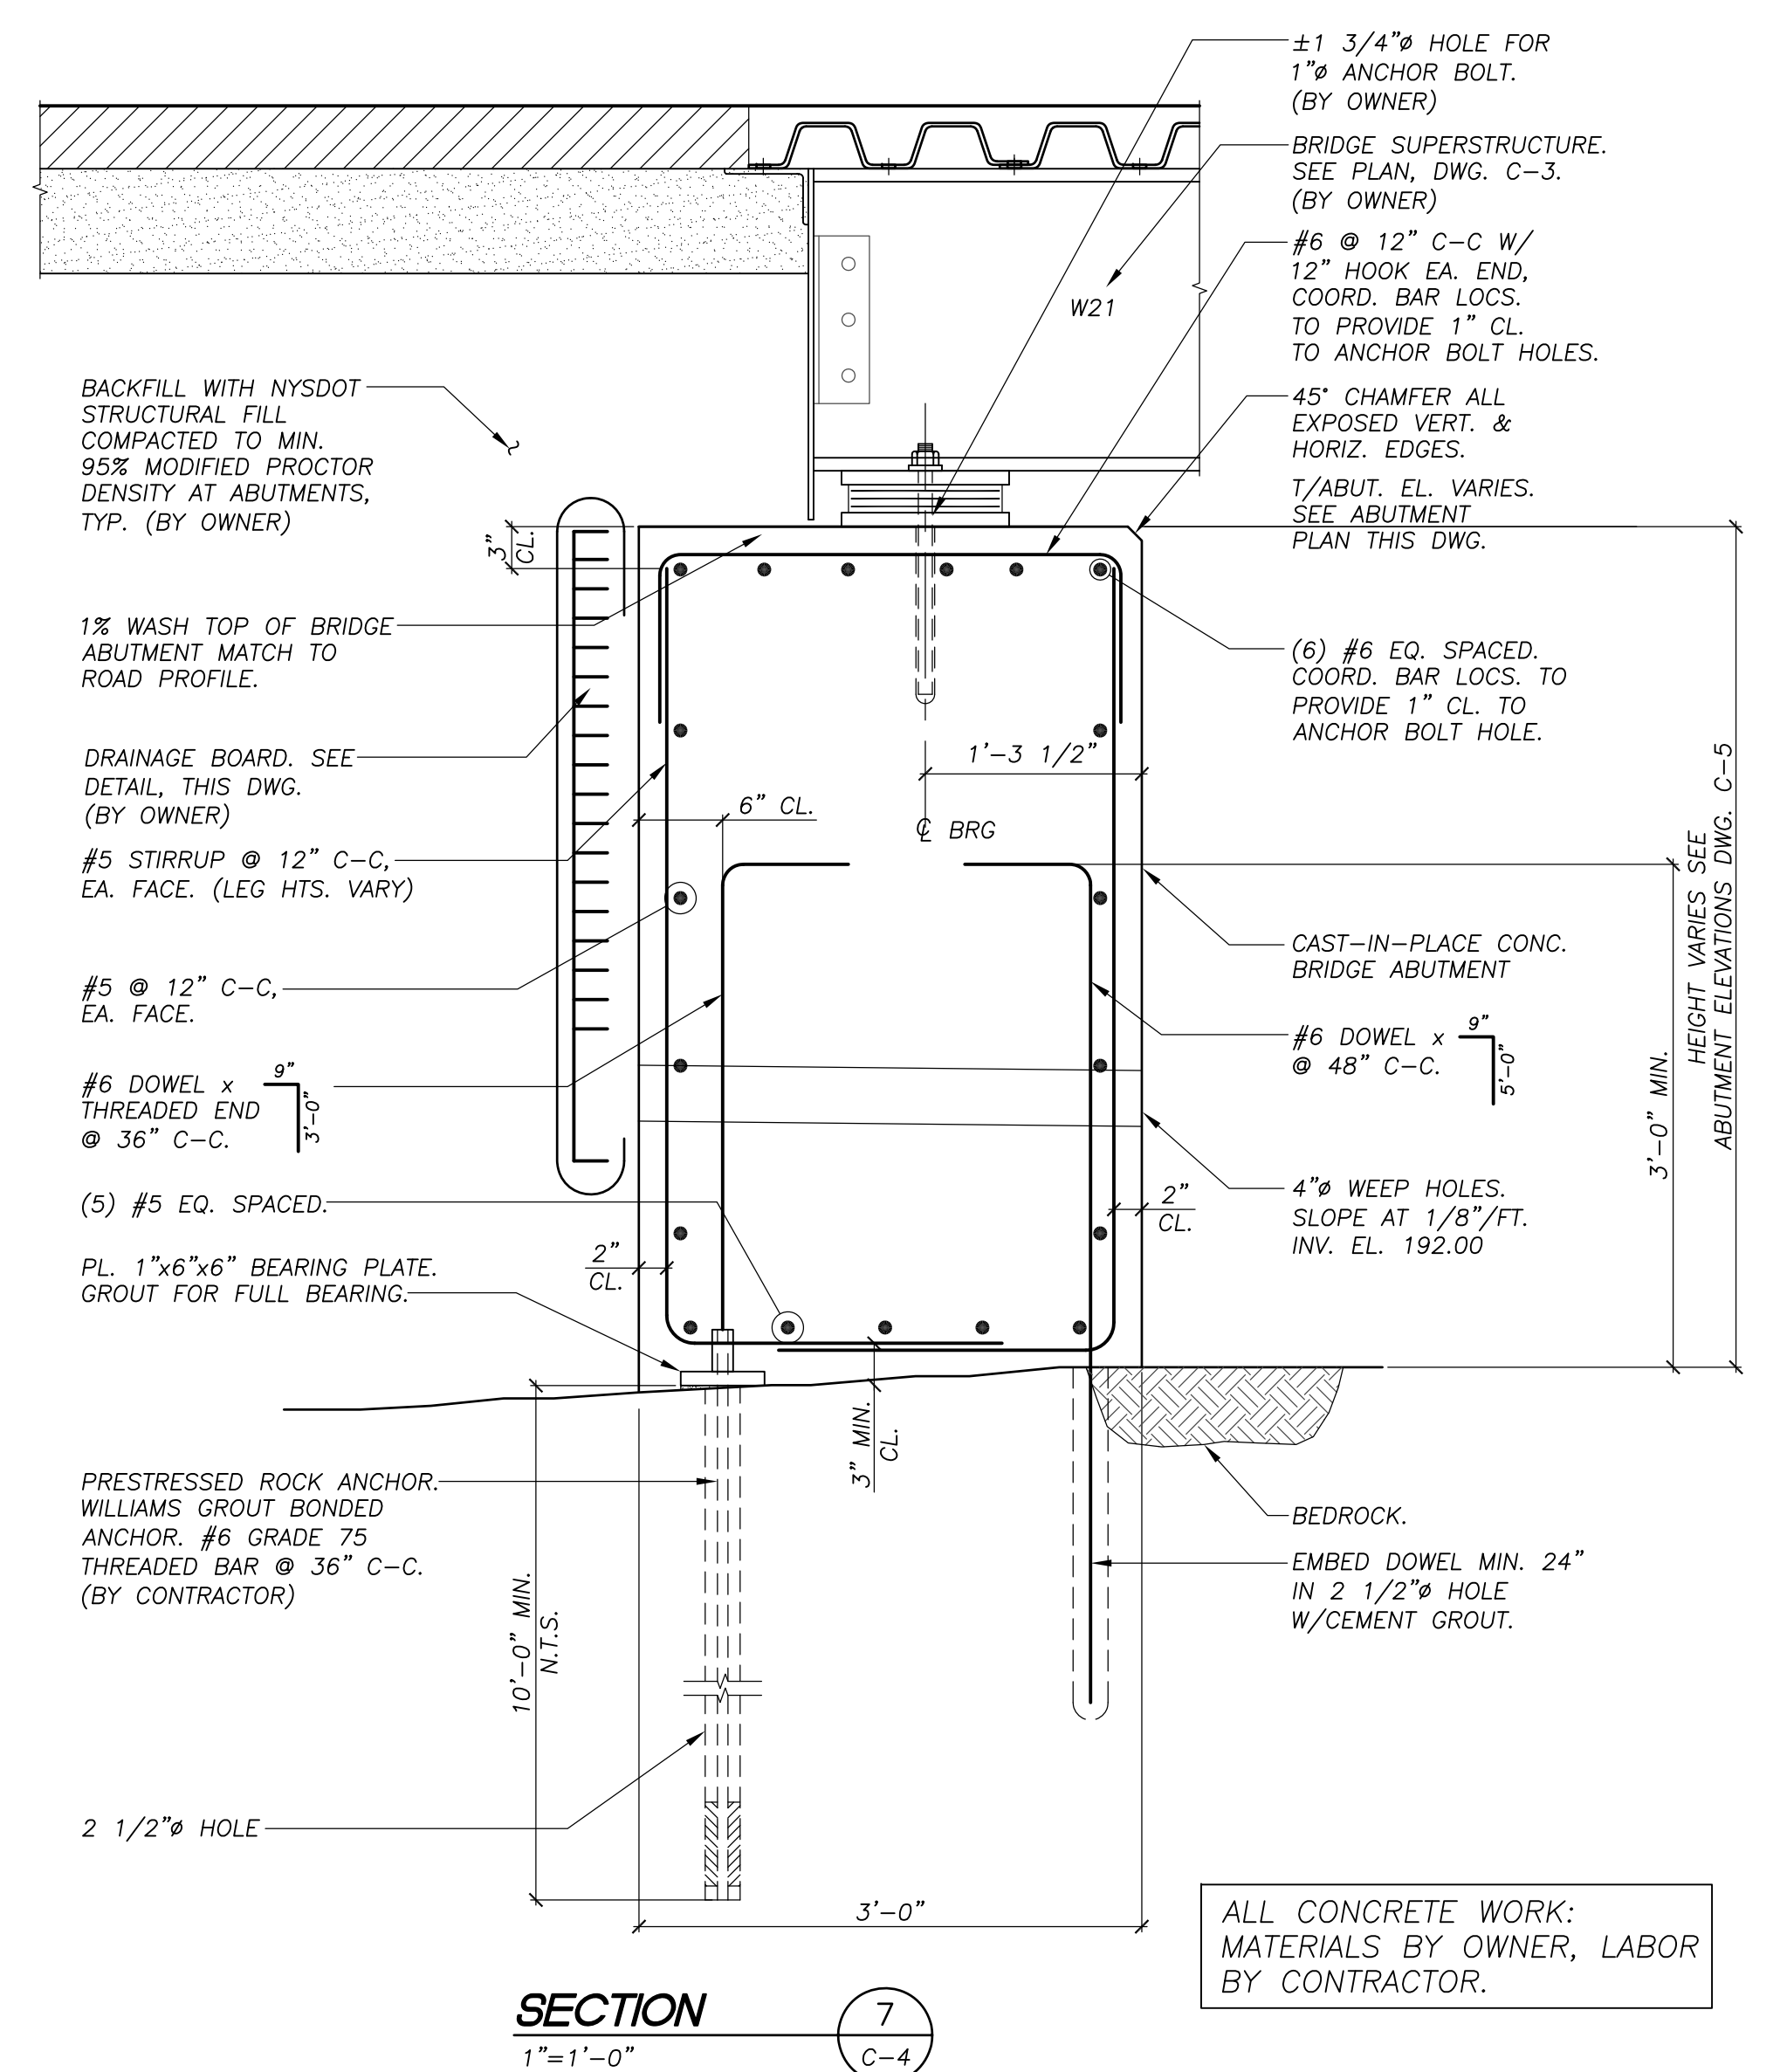 ±1 3/4"ø HOLE FOR
1"ø ANCHOR BOLT.
(BY OWNER)
BRIDGE SUPERSTRUCTURE.
SEE PLAN, DWG. C-3.
(BY OWNER)
#6 @ 12" C-C W/
12" HOOK EA. END,
COORD. BAR LOCS.
TO PROVIDE 1" CL.
TO ANCHOR BOLT HOLES.
W21
45° CHAMFER ALL
EXPOSED VERT. &
HORIZ. EDGES.
T/ABUT. EL. VARIES.
SEE ABUTMENT
PLAN THIS DWG.
BACKFILL WITH NYSDOT
STRUCTURAL FILL
COMPACTED TO MIN.
95% MODIFIED PROCTOR
DENSITY AT ABUTMENTS,
TYP. (BY OWNER)
3"
CL.
1% WASH TOP OF BRIDGE
ABUTMENT MATCH TO
ROAD PROFILE.
(6) #6 EQ. SPACED.
COORD. BAR LOCS. TO
PROVIDE 1" CL. TO
ANCHOR BOLT HOLE.
DRAINAGE BOARD. SEE
DETAIL, THIS DWG.
(BY OWNER)
1'-3 1/2"
6" CL.
℄ BRG
#5 STIRRUP @ 12" C-C,
EA. FACE. (LEG HTS. VARY)
HEIGHT VARIES SEE
ABUTMENT ELEVATIONS DWG. C-5
CAST-IN-PLACE CONC.
BRIDGE ABUTMENT
#5 @ 12" C-C,
EA. FACE.
#6 DOWEL x
@ 48" C-C.
9"
5'-0"
3'-0" MIN.
#6 DOWEL x
THREADED END
@ 36" C-C.
9"
3'-0"
(5) #5 EQ. SPACED.
2"
CL.
4"ø WEEP HOLES.
SLOPE AT 1/8"/FT.
INV. EL. 192.00
2"
CL.
PL. 1"x6"x6" BEARING PLATE.
GROUT FOR FULL BEARING.
3" MIN.
CL.
PRESTRESSED ROCK ANCHOR.
WILLIAMS GROUT BONDED
ANCHOR. #6 GRADE 75
THREADED BAR @ 36" C-C.
(BY CONTRACTOR)
10'-0" MIN.
N.T.S.
BEDROCK.
EMBED DOWEL MIN. 24"
IN 2 1/2"ø HOLE
W/CEMENT GROUT.
2 1/2"ø HOLE
3'-0"
ALL CONCRETE WORK:
MATERIALS BY OWNER, LABOR
BY CONTRACTOR.
SECTION
1"=1'-0"
7
C-4